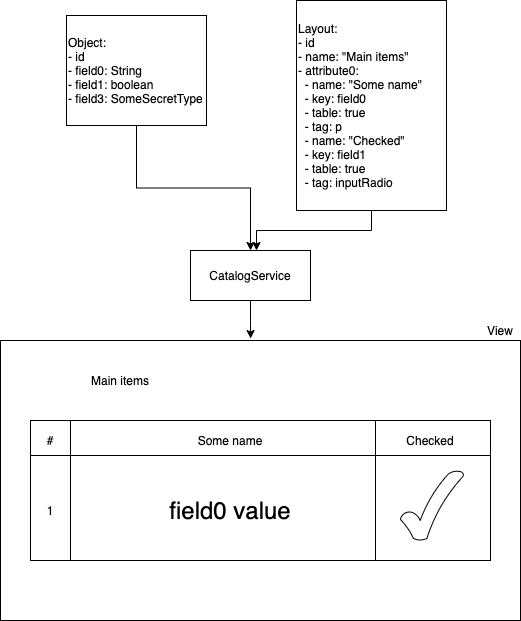 Object:
- id
- field0: String
- field1: boolean
- field3: SomeSecretType
Layout:
- id
- name: "Main items"
- attribute0:
- name: "Some name"
- key: field0
- table: true
- tag: p
- name: "Checked"
- key: field1
- table: true
- tag: inputRadio
CatalogService
View
Main items
# Some name Checked
1 field0 value